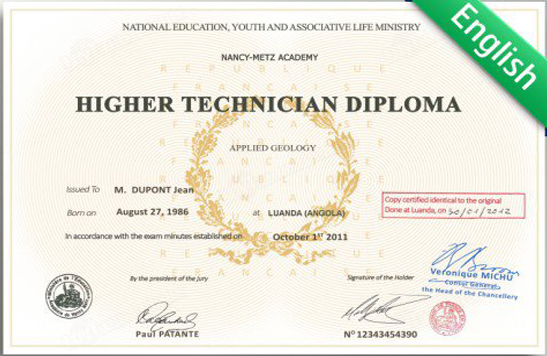 English
NATIONAL EDUCATION, YOUTH AND ASSOCIATIVE LIFE MINISTRY
NANCY-METZ ACADEMY
REPUBLIQUE
FRANCAISE
HIGHER TECHNICIAN DIPLOMA
APPLIED GEOLOGY
Issued To M. DUPONT Jean
Born on August 27, 1986 at LUANDA (ANGOLA)
In accordance with the exam minutes established on October 1st 2011
Copy certified identical to the original
Done at Luanda, on 30/01/2012
By the president of the jury
Signature of the Holder
Veronique MICHU
Consul General,
the Head of the Chancellery
Paul PATANTE
N° 12343454390